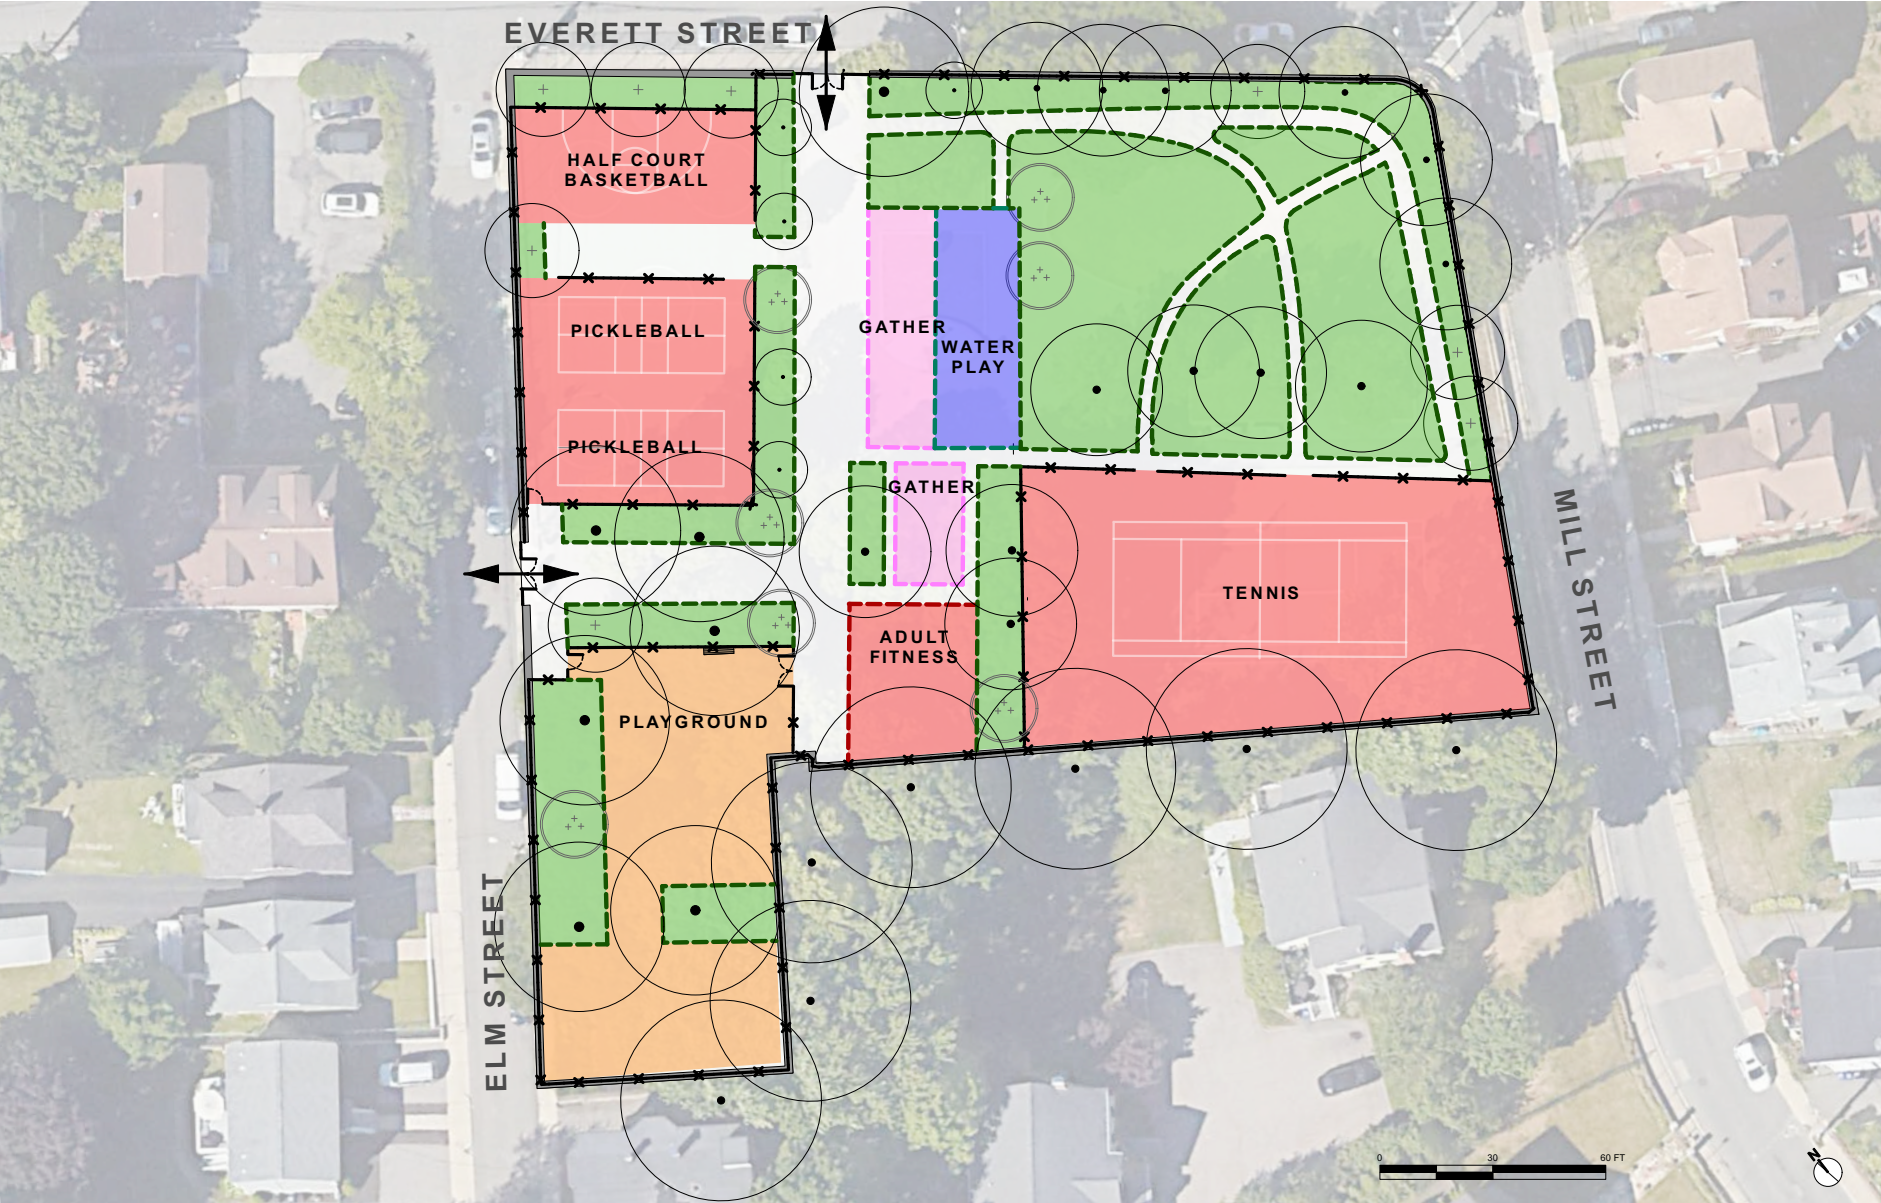 EVERETT STREET
HALF COURT
BASKETBALL
PICKLEBALL
PICKLEBALL
GATHER
WATER
PLAY
GATHER
TENNIS
MILL STREET
ADULT
FITNESS
PLAYGROUND
ELM STREET
0 30 60 FT
N